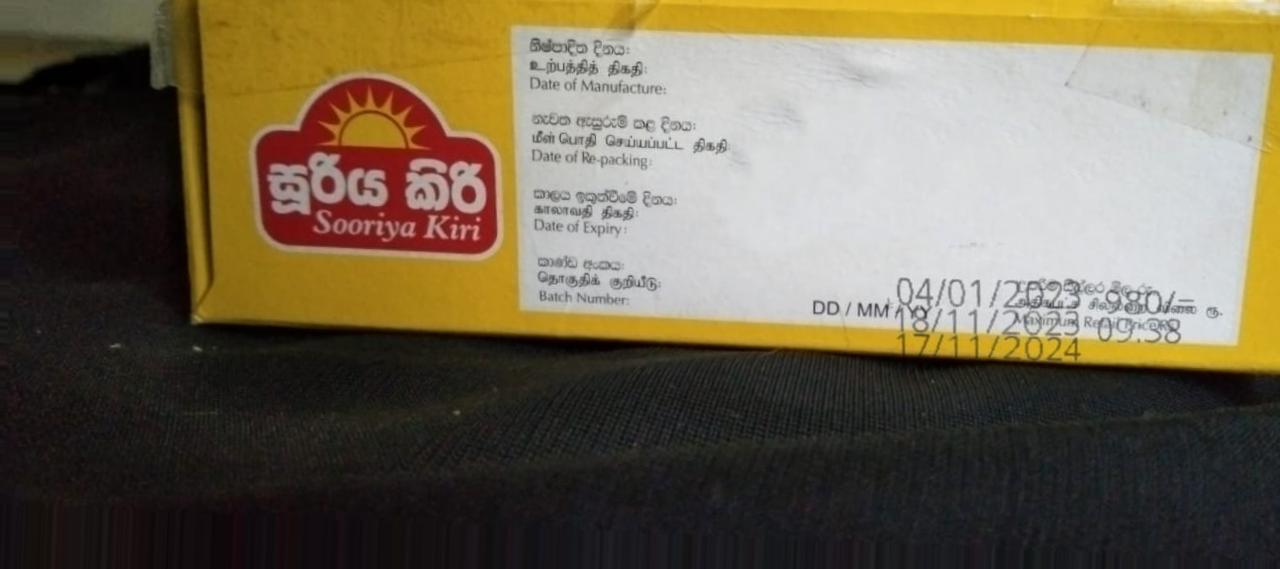 සූරිය කිරි
Sooriya Kiri
නිෂ්පාදිත දිනය:
உற்பத்தித் திகதி:
Date of Manufacture:
නැවත ඇසුරුම් කළ දිනය:
மீள் பொதி செய்யப்பட்ட திகதி:
Date of Re-packing:
කාලය ඉකුත්වීමේ දිනය:
காலாவதி திகதி:
Date of Expiry:
කාණ්ඩ අංකය:
தொகுதிக் குறியீடு:
Batch Number:
DD / MM / YY
04/01/2023 980/=
18/11/2023 09:38
17/11/2024
Maximum Retail Price